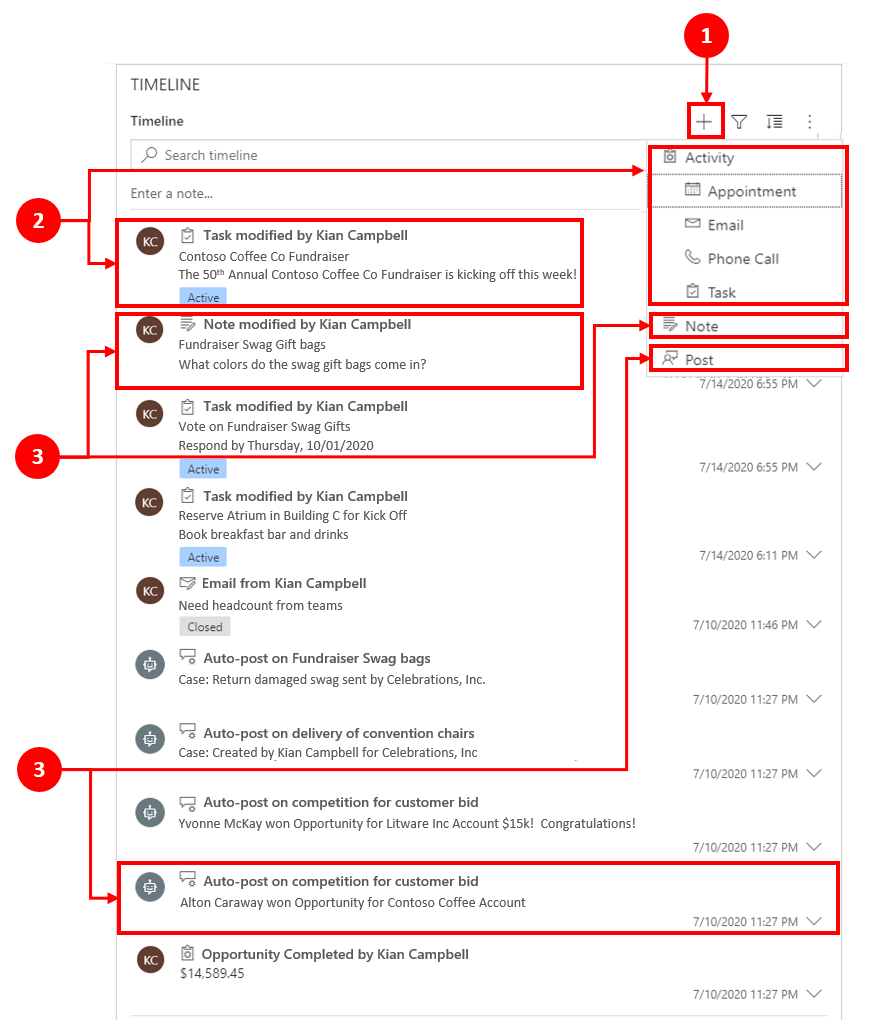 1
TIMELINE
Timeline
Search timeline
Activity
Enter a note...
Appointment
2
KC
Task modified by Kian Campbell
Email
Contoso Coffee Co Fundraiser
Phone Call
The 50th Annual Contoso Coffee Co Fundraiser is kicking off this week!
Active
Task
KC
Note modified by Kian Campbell
Note
Fundraiser Swag Gift bags
What colors do the swag gift bags come in?
Post
7/14/2020 6:55 PM
KC
Task modified by Kian Campbell
Vote on Fundraiser Swag Gifts
Respond by Thursday, 10/01/2020
3
Active
7/14/2020 6:55 PM
KC
Task modified by Kian Campbell
Reserve Atrium in Building C for Kick Off
Book breakfast bar and drinks
Active
7/14/2020 6:11 PM
KC
Email from Kian Campbell
Need headcount from teams
Closed
7/10/2020 11:46 PM
Auto-post on Fundraiser Swag bags
Case: Return damaged swag sent by Celebrations, Inc.
7/10/2020 11:27 PM
Auto-post on delivery of convention chairs
Case: Created by Kian Campbell for Celebrations, Inc
3
7/10/2020 11:27 PM
Auto-post on competition for customer bid
Yvonne McKay won Opportunity for Litware Inc Account $15k! Congratulations!
7/10/2020 11:27 PM
Auto-post on competition for customer bid
Alton Caraway won Opportunity for Contoso Coffee Account
7/10/2020 11:27 PM
KC
Opportunity Completed by Kian Campbell
$14,589.45
7/10/2020 11:27 PM